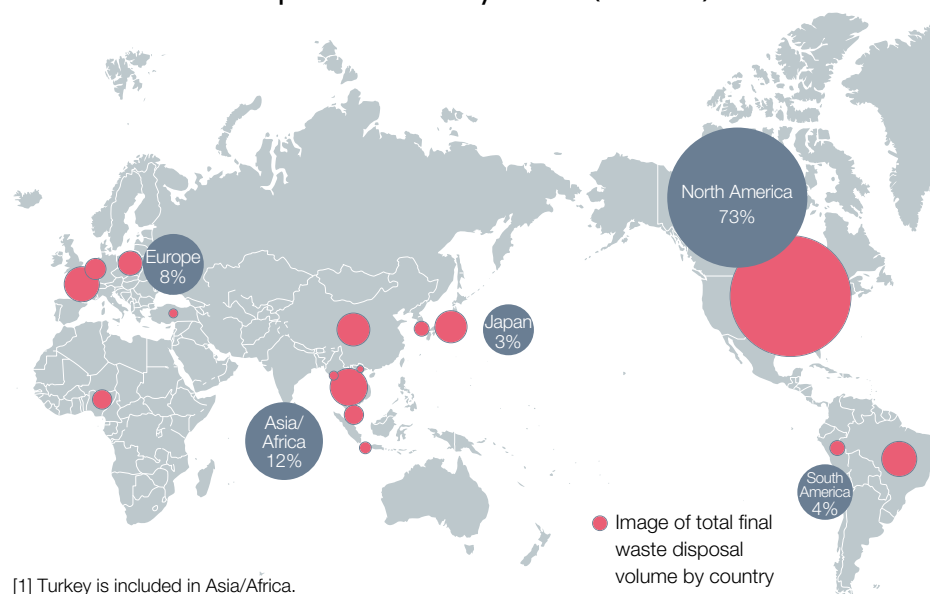 Europe
8%
Japan
3%
Asia/
Africa
12%
North America
73%
South
America
4%
Image of total final
waste disposal
volume by country
[1] Turkey is included in Asia/Africa.